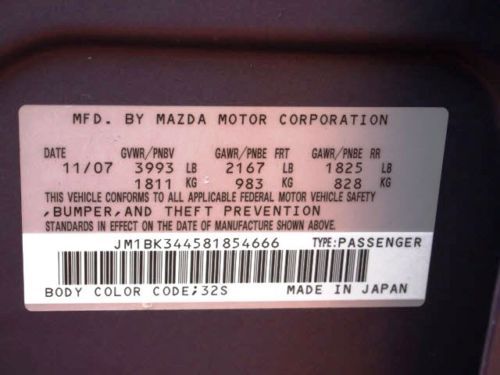 MFD. BY MAZDA MOTOR CORPORATION
DATE GVWR/PNBV GAWR/PNBE FRT GAWR/PNBE RR
11/07 3993 LB 2167 LB 1825 LB
1811 KG 983 KG 828 KG
THIS VEHICLE CONFORMS TO ALL APPLICABLE FEDERAL MOTOR VEHICLE SAFETY
,BUMPER,AND THEFT PREVENTION
STANDARDS IN EFFECT ON THE DATE OF MANUFACTURE SHOWN ABOVE.
JM1BK344581854666 TYPE:PASSENGER
BODY COLOR CODE;32S MADE IN JAPAN